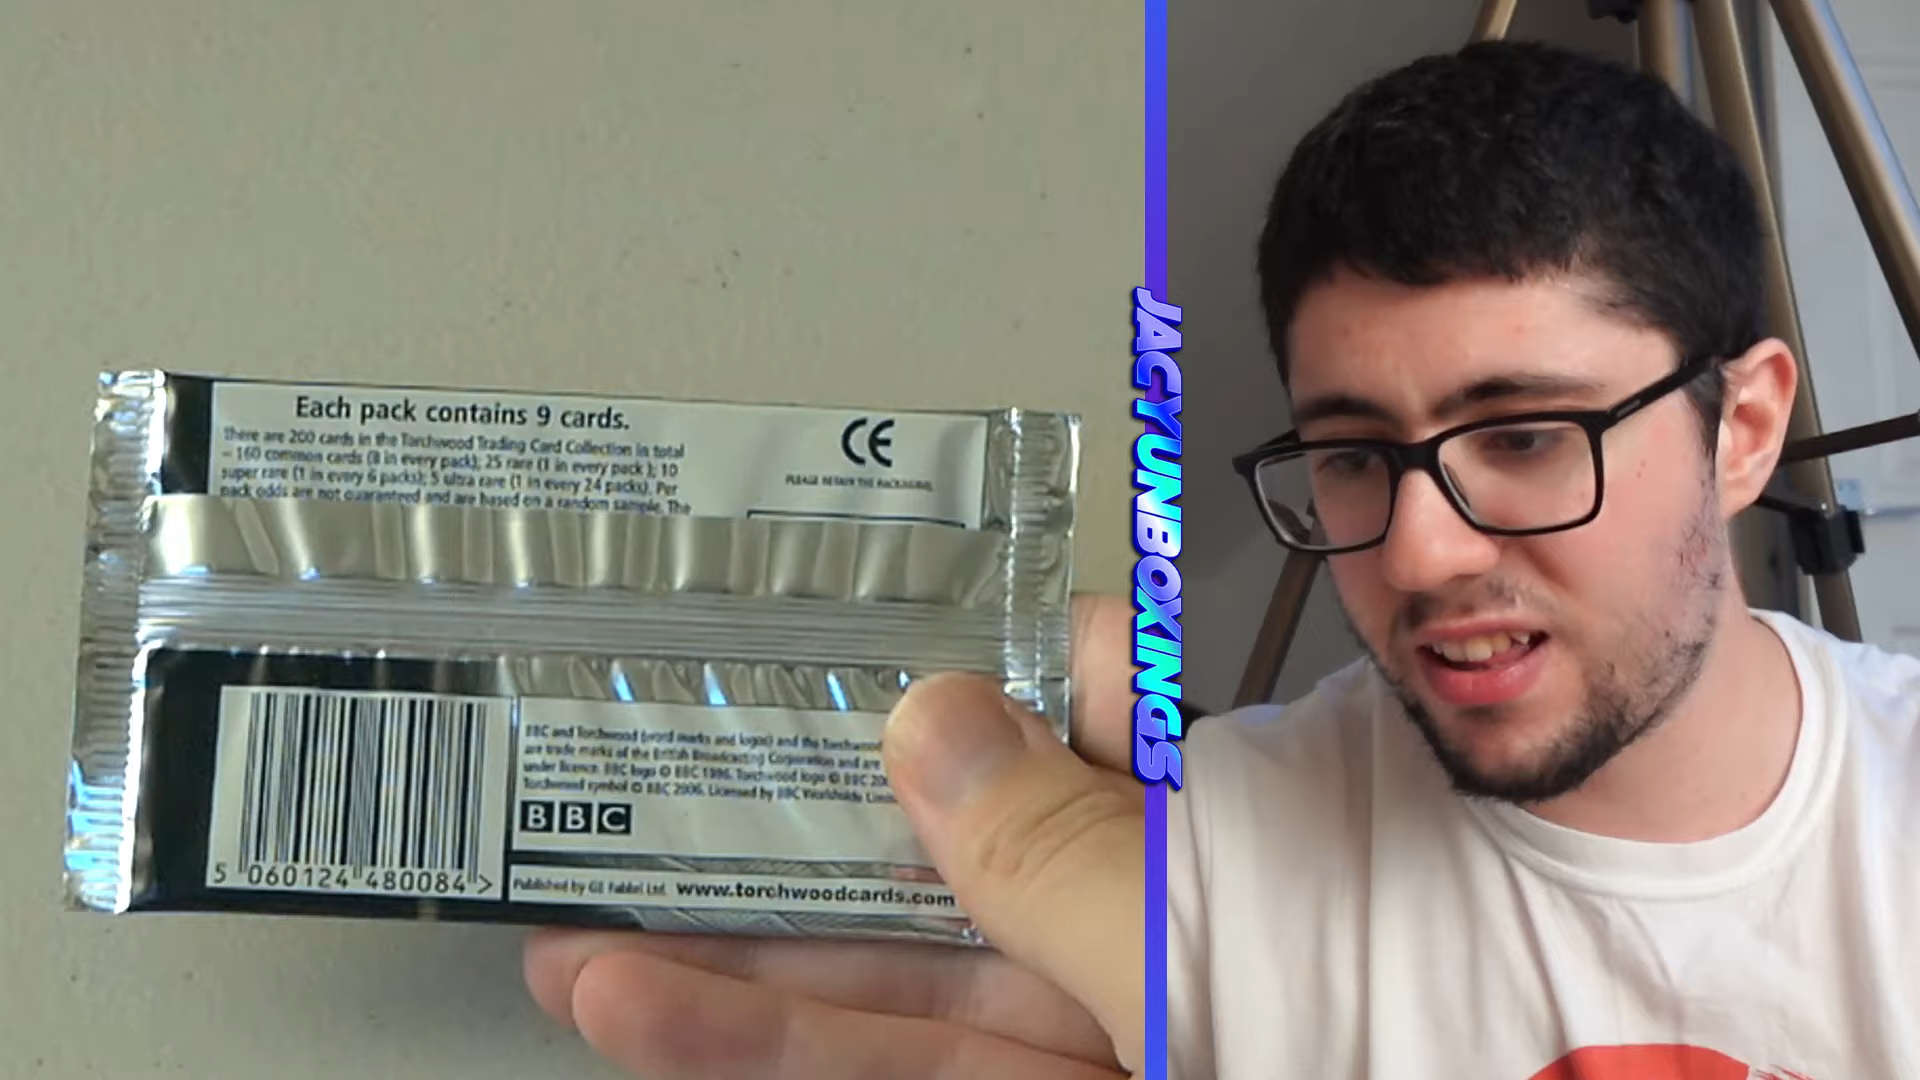 Each pack contains 9 cards.
There are 200 cards in the Torchwood Trading Card Collection in total
- 160 common cards (8 in every pack); 25 rare (1 in every pack ); 10
super rare (1 in every 6 packs); 5 ultra rare (1 in every 24 packs). Per
pack odds are not guaranteed and are based on a random sample. The
CE
PLEASE RETAIN THE PACKAGING.
BBC and Torchwood (word marks and logos) and the Torchwood
are trade marks of the British Broadcasting Corporation and are
under licence. BBC logo © BBC 1996. Torchwood logo © BBC
Torchwood symbol © BBC 2006. Licensed by BBC Worldwide
BBC
5 060124 480084 >
Published by GE Fabbri Ltd. www.torchwoodcards.com
JACYUNBOXINGS